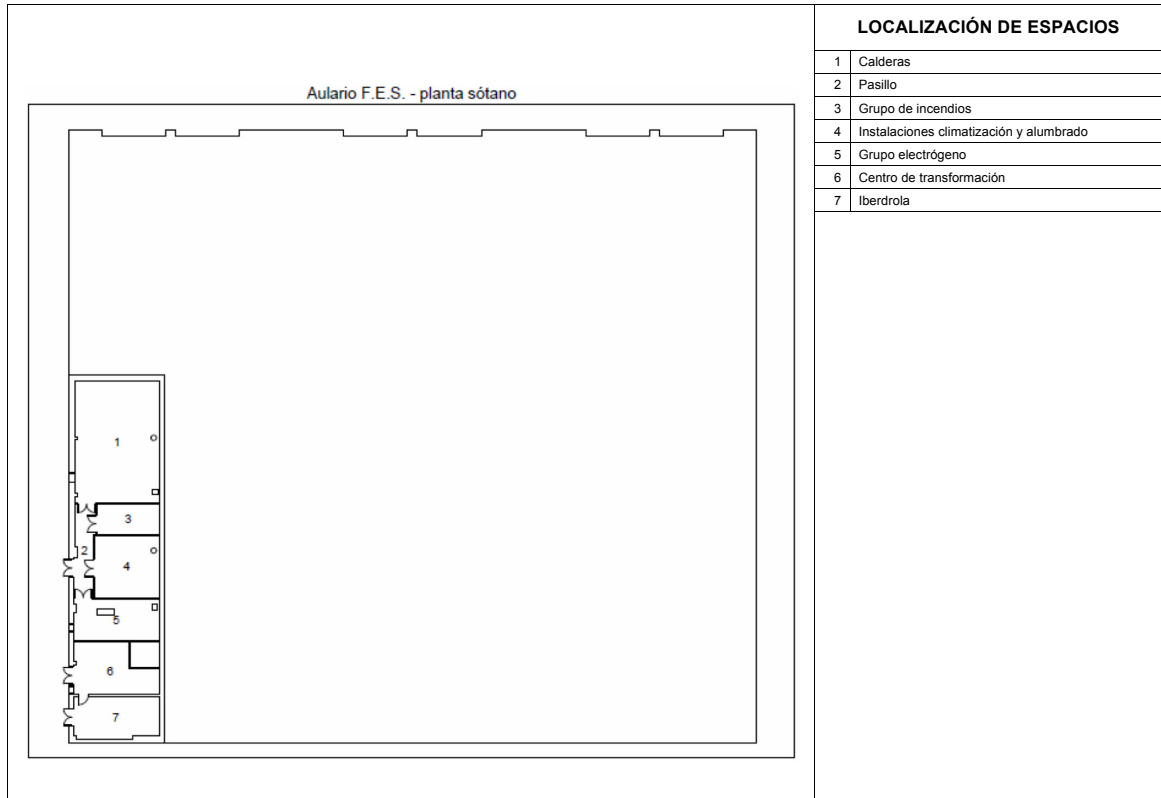 LOCALIZACIÓN DE ESPACIOS
1 Calderas
2 Pasillo
3 Grupo de incendios
4 Instalaciones climatización y alumbrado
5 Grupo electrógeno
6 Centro de transformación
7 Iberdrola
Aulario F.E.S. - planta sótano
1
3
2
4
5
6
7